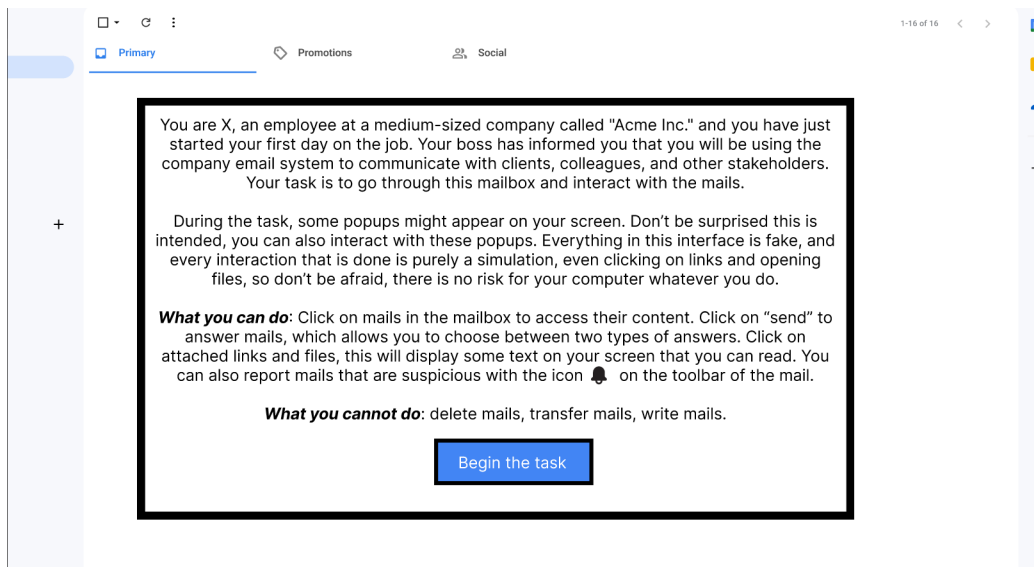 1-16 of 16
Primary
Promotions
Social
You are X, an employee at a medium-sized company called "Acme Inc." and you have just
started your first day on the job. Your boss has informed you that you will be using the
company email system to communicate with clients, colleagues, and other stakeholders.
Your task is to go through this mailbox and interact with the mails.
During the task, some popups might appear on your screen. Don't be surprised this is
intended, you can also interact with these popups. Everything in this interface is fake, and
every interaction that is done is purely a simulation, even clicking on links and opening
files, so don't be afraid, there is no risk for your computer whatever you do.
What you can do: Click on mails in the mailbox to access their content. Click on “send” to
answer mails, which allows you to choose between two types of answers. Click on
attached links and files, this will display some text on your screen that you can read. You
can also report mails that are suspicious with the icon on the toolbar of the mail.
What you cannot do: delete mails, transfer mails, write mails.
Begin the task